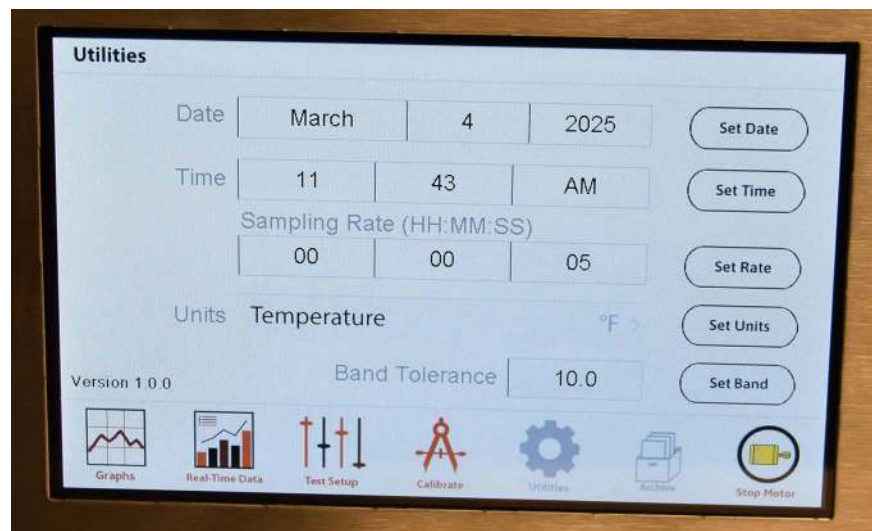 Utilities
Date March 4 2025 Set Date
Time 11 43 AM Set Time
Sampling Rate (HH:MM:SS)
00 00 05 Set Rate
Units Temperature °F > Set Units
Version 1.0.0 Band Tolerance 10.0 Set Band
Graphs Real-Time Data Test Setup Calibrate Utilities Archive Stop Motor